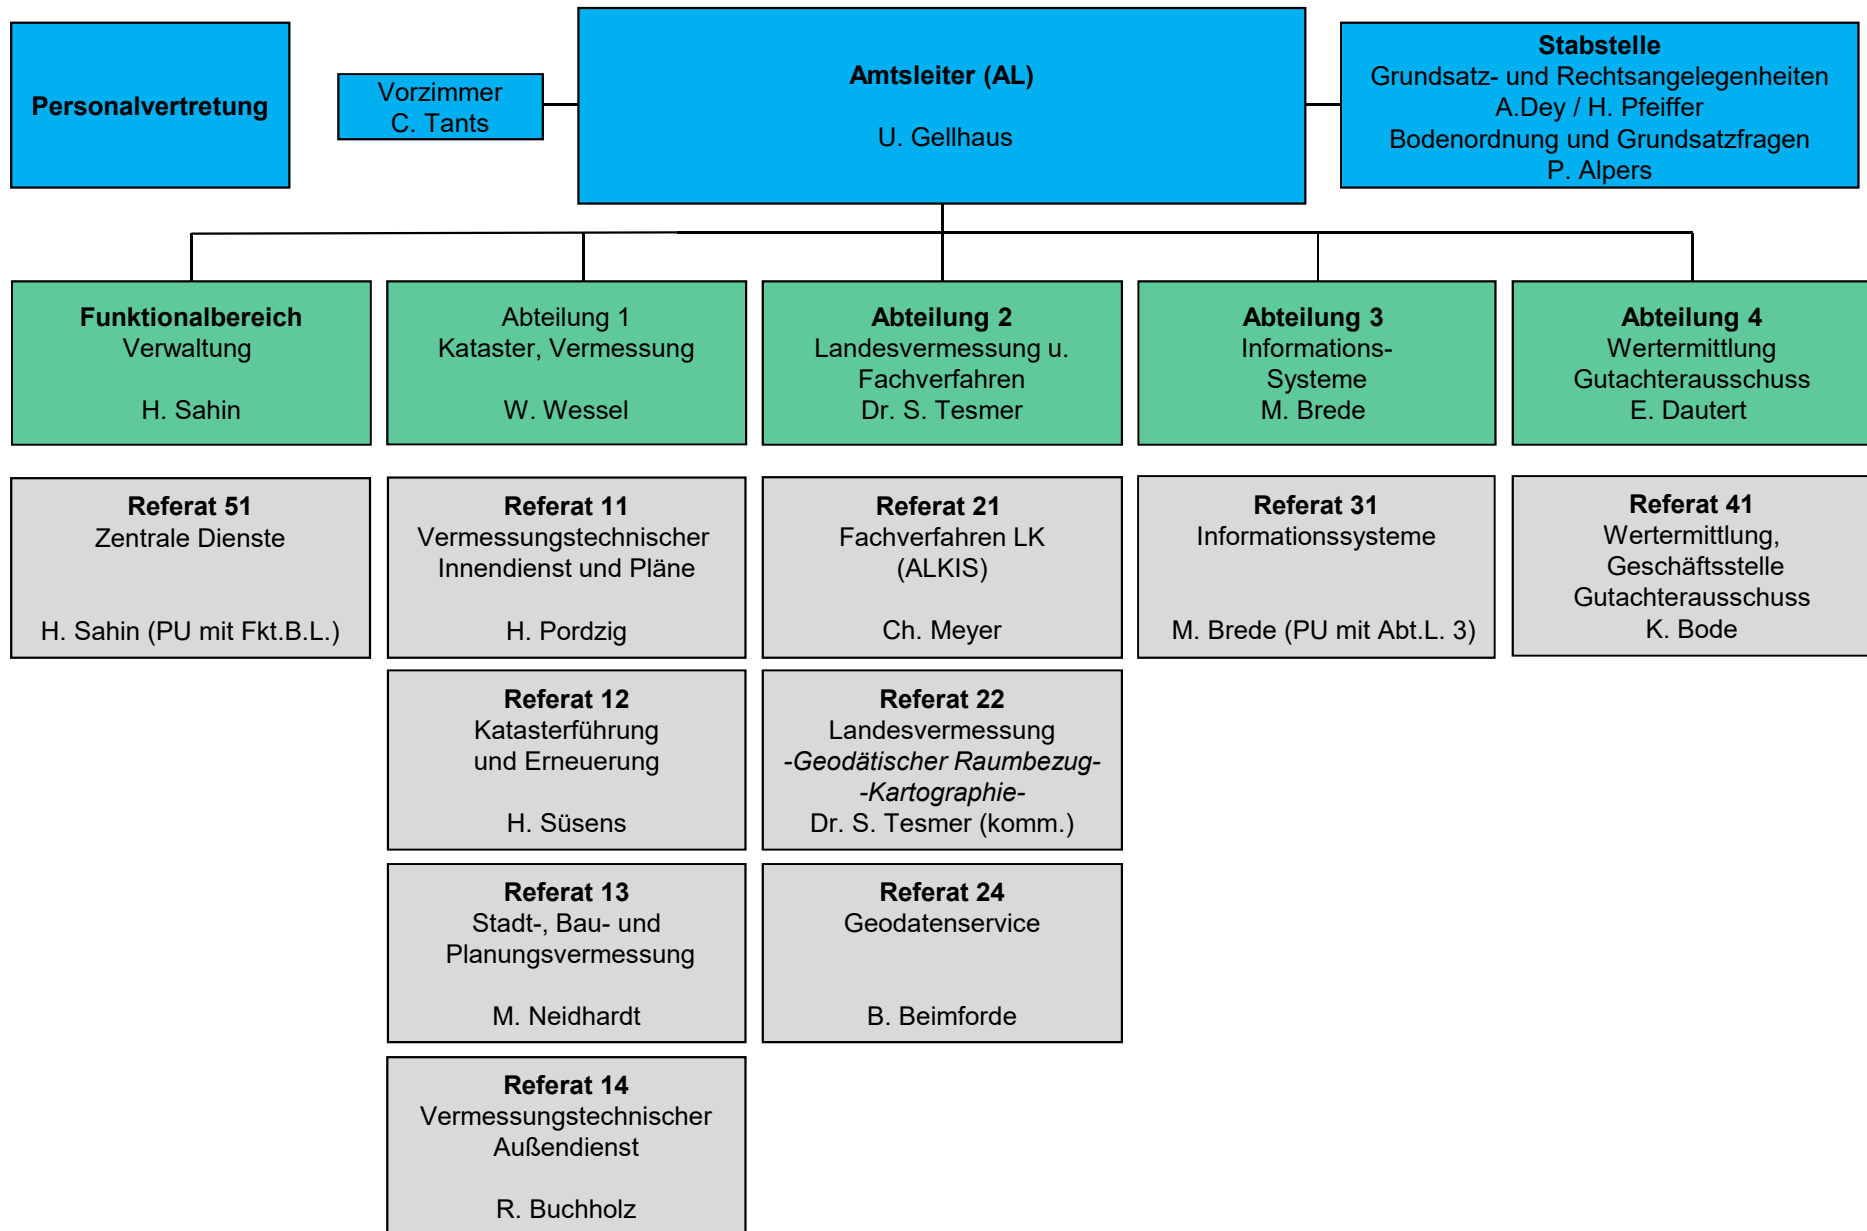 Personalvertretung
Vorzimmer
C. Tants
Amtsleiter (AL)
U. Gellhaus
Stabstelle
Grundsatz- und Rechtsangelegenheiten
A.Dey / H. Pfeiffer
Bodenordnung und Grundsatzfragen
P. Alpers
Funktionalbereich
Verwaltung
H. Sahin
Abteilung 1
Kataster, Vermessung
W. Wessel
Abteilung 2
Landesvermessung u.
Fachverfahren
Dr. S. Tesmer
Abteilung 3
Informations-
Systeme
M. Brede
Abteilung 4
Wertermittlung
Gutachterausschuss
E. Dautert
Referat 51
Zentrale Dienste
H. Sahin (PU mit Fkt.B.L.)
Referat 11
Vermessungstechnischer
Innendienst und Pläne
H. Pordzig
Referat 21
Fachverfahren LK
(ALKIS)
Ch. Meyer
Referat 31
Informationssysteme
M. Brede (PU mit Abt.L. 3)
Referat 41
Wertermittlung,
Geschäftsstelle
Gutachterausschuss
K. Bode
Referat 12
Katasterführung
und Erneuerung
H. Süsens
Referat 22
Landesvermessung
-Geodätischer Raumbezug-
-Kartographie-
Dr. S. Tesmer (komm.)
Referat 13
Stadt-, Bau- und
Planungsvermessung
M. Neidhardt
Referat 24
Geodatenservice
B. Beimforde
Referat 14
Vermessungstechnischer
Außendienst
R. Buchholz